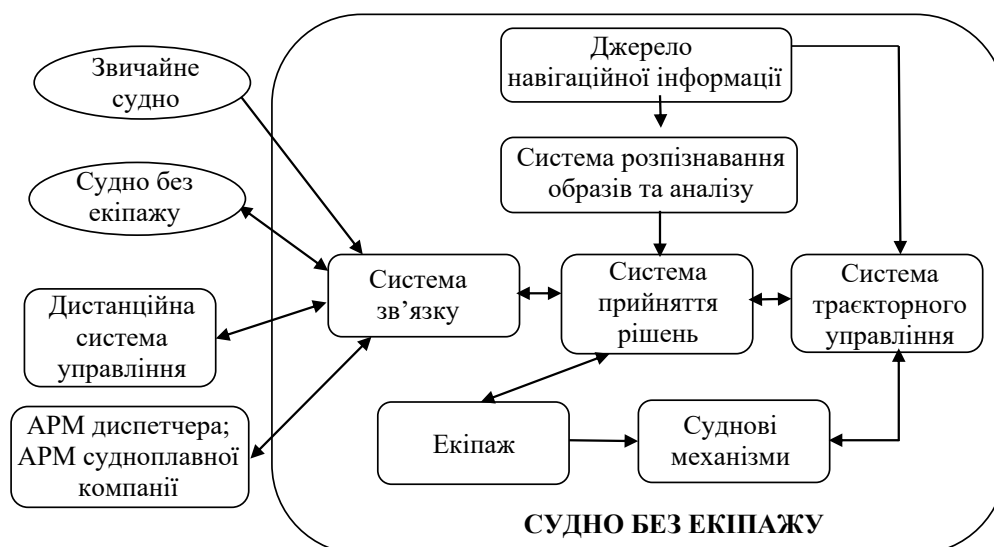 Джерело
навігаційної інформації
Звичайне
судно
Система розпізнавання
образів та аналізу
Судно без
екіпажу
Система
зв’язку
Система
прийняття
рішень
Система
траєкторного
управління
Дистанційна
система
управління
АРМ диспетчера;
АРМ судноплавної
компанії
Екіпаж
Суднові
механізми
СУДНО БЕЗ ЕКІПАЖУ